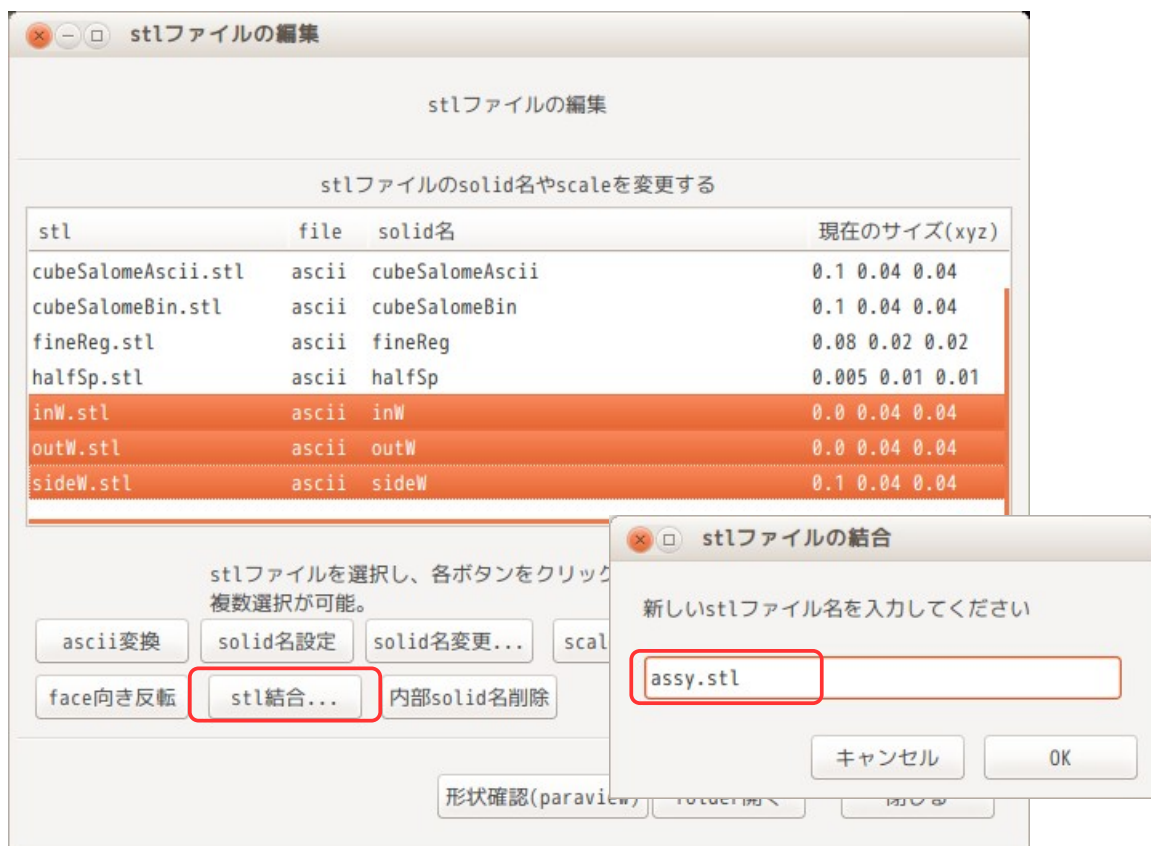 stlファイルの編集
stlファイルの編集
stlファイルのsolid名やscaleを変更する
stl file solid名 現在のサイズ(xyz)
cubeSalomeAscii.stl ascii cubeSalomeAscii 0.1 0.04 0.04
cubeSalomeBin.stl ascii cubeSalomeBin 0.1 0.04 0.04
fineReg.stl ascii fineReg 0.08 0.02 0.02
halfSp.stl ascii halfSp 0.005 0.01 0.01
inW.stl ascii inW 0.0 0.04 0.04
outW.stl ascii outW 0.0 0.04 0.04
sideW.stl ascii sideW 0.1 0.04 0.04
stlファイルを選択し、各ボタンをクリック
複数選択が可能。
ascii変換 solid名設定 solid名変更... scal
face向き反転 stl結合... 内部solid名削除
形状確認(paraview) folder開く 閉じる
stlファイルの結合
新しいstlファイル名を入力してください
assy.stl
キャンセル OK